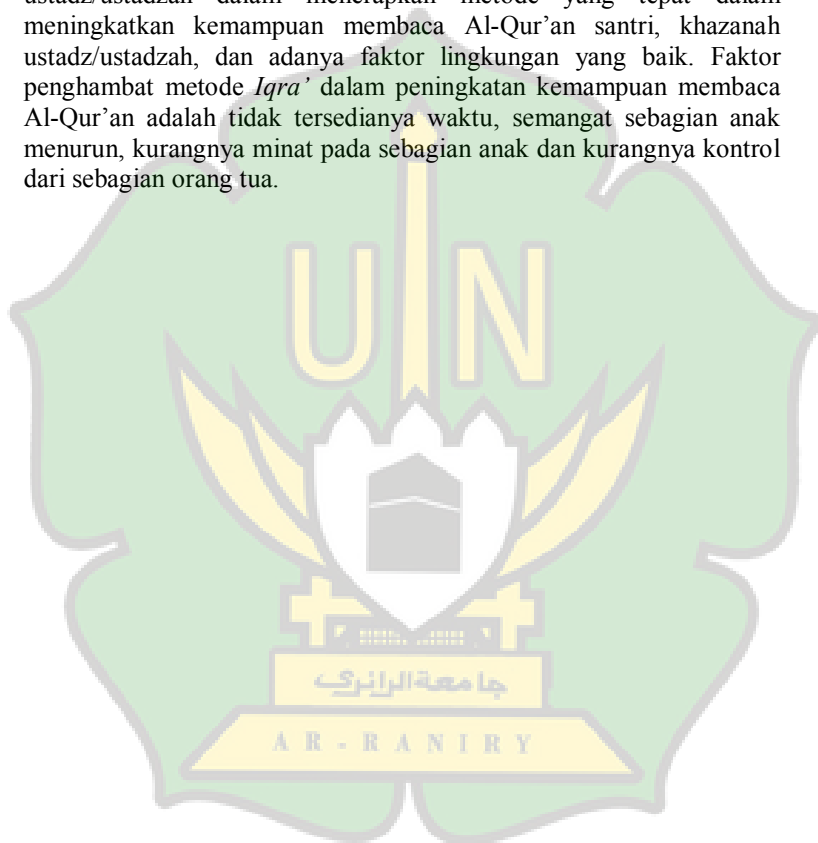 ustadz/ustadzah dalam menerapkan metode yang tepat dalam
meningkatkan kemampuan membaca Al-Qur’an santri, khazanah
ustadz/ustadzah, dan adanya faktor lingkungan yang baik. Faktor
penghambat metode Iqra’ dalam peningkatan kemampuan membaca
Al-Qur’an adalah tidak tersedianya waktu, semangat sebagian anak
menurun, kurangnya minat pada sebagian anak dan kurangnya kontrol
dari sebagian orang tua.
UIN
جامعة الرانري
AR-RANIRY